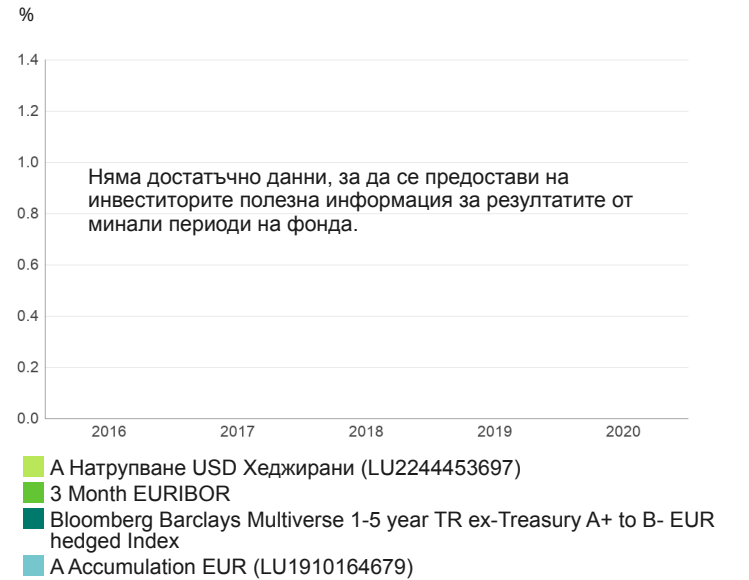 %
1.4
1.2
1.0
Няма достатъчно данни, за да се предостави на
инвеститорите полезна информация за резултатите от
0.8
минали периоди на фонда.
0.6
0.4
0.2
0.0
2016 2017 2018 2019 2020
A Натрупване USD Хеджирани (LU2244453697)
3 Month EURIBOR
Bloomberg Barclays Multiverse 1-5 year TR ex-Treasury A+ to B- EUR
hedged Index
A Accumulation EUR (LU1910164679)